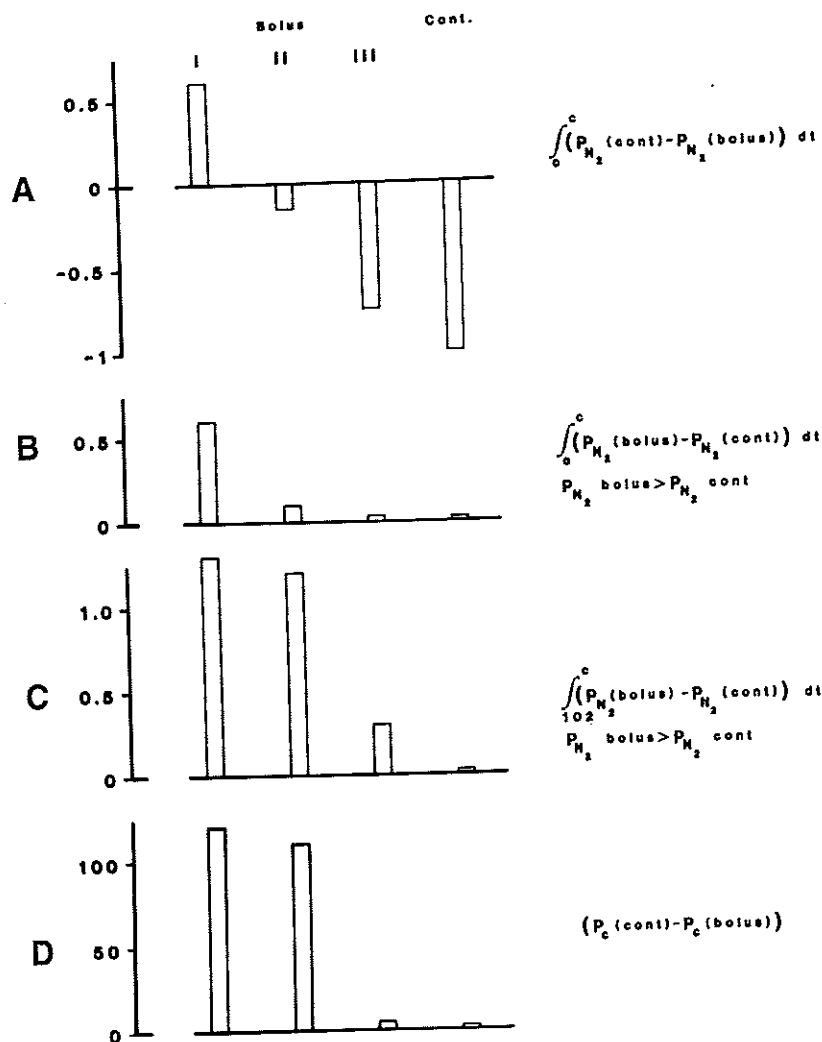 Bolus Cont.
I II III
0.5
A 0
-0.5
-1
∫₀ᶜ(P_N₂(cont)-P_N₂(bolus)) dt
B 0.5
0
∫₀ᶜ(P_N₂(bolus)-P_N₂(cont)) dt
P_N₂ bolus>P_N₂ cont
1.0
C 0.5
0
∫₁₀₂ᶜ(P_N₂(bolus)-P_N₂(cont)) dt
P_N₂ bolus>P_N₂ cont
100
50
D
0
(P_c(cont)-P_c(bolus))